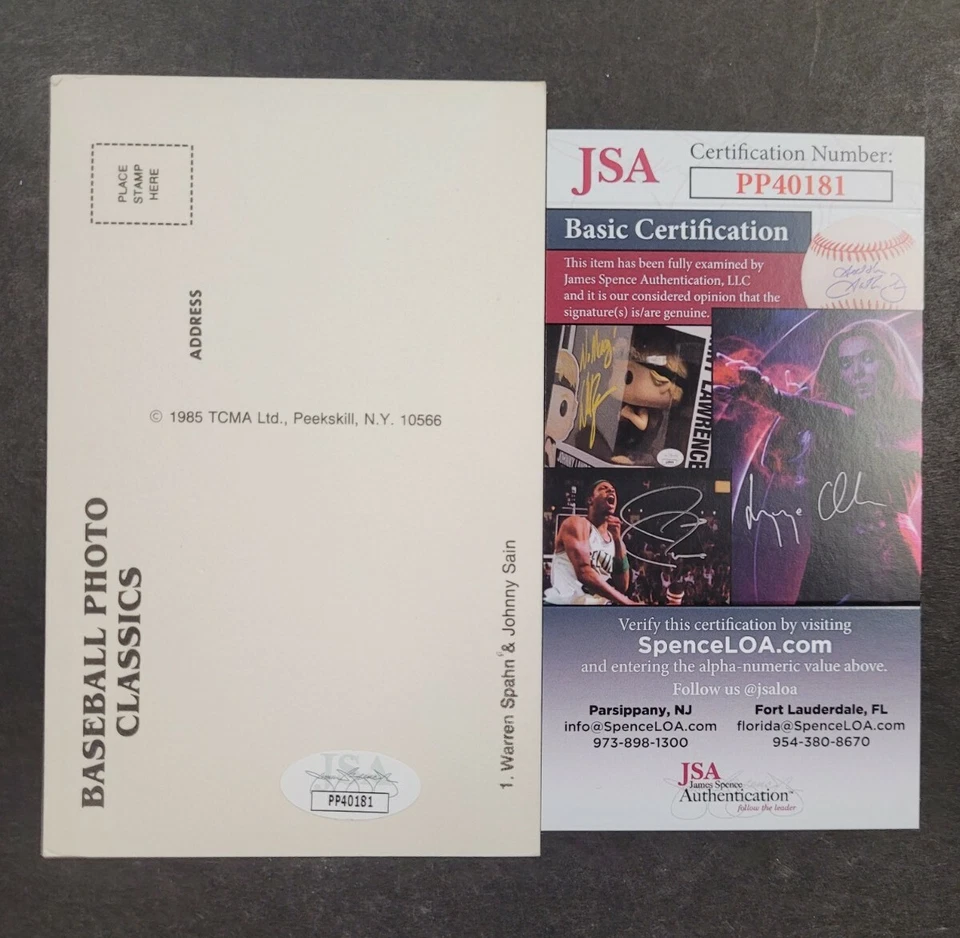 PLACE
STAMP
HERE
ADDRESS
© 1985 TCMA Ltd., Peekskill, N.Y. 10566
BASEBALL PHOTO
CLASSICS
1. Warren Spahn & Johnny Sain
JSA
PP40181
JSA
Certification Number:
PP40181
Basic Certification
This item has been fully examined by
James Spence Authentication, LLC
and it is our considered opinion that the
signature(s) is/are genuine.
LAWRENCE
Verify this certification by visiting
SpenceLOA.com
and entering the alpha-numeric value above.
Follow us @jsaloa
Parsippany, NJ
info@SpenceLOA.com
973-898-1300
Fort Lauderdale, FL
florida@SpenceLOA.com
954-380-8670
JSA
James Spence
Authentication™
follow the leader